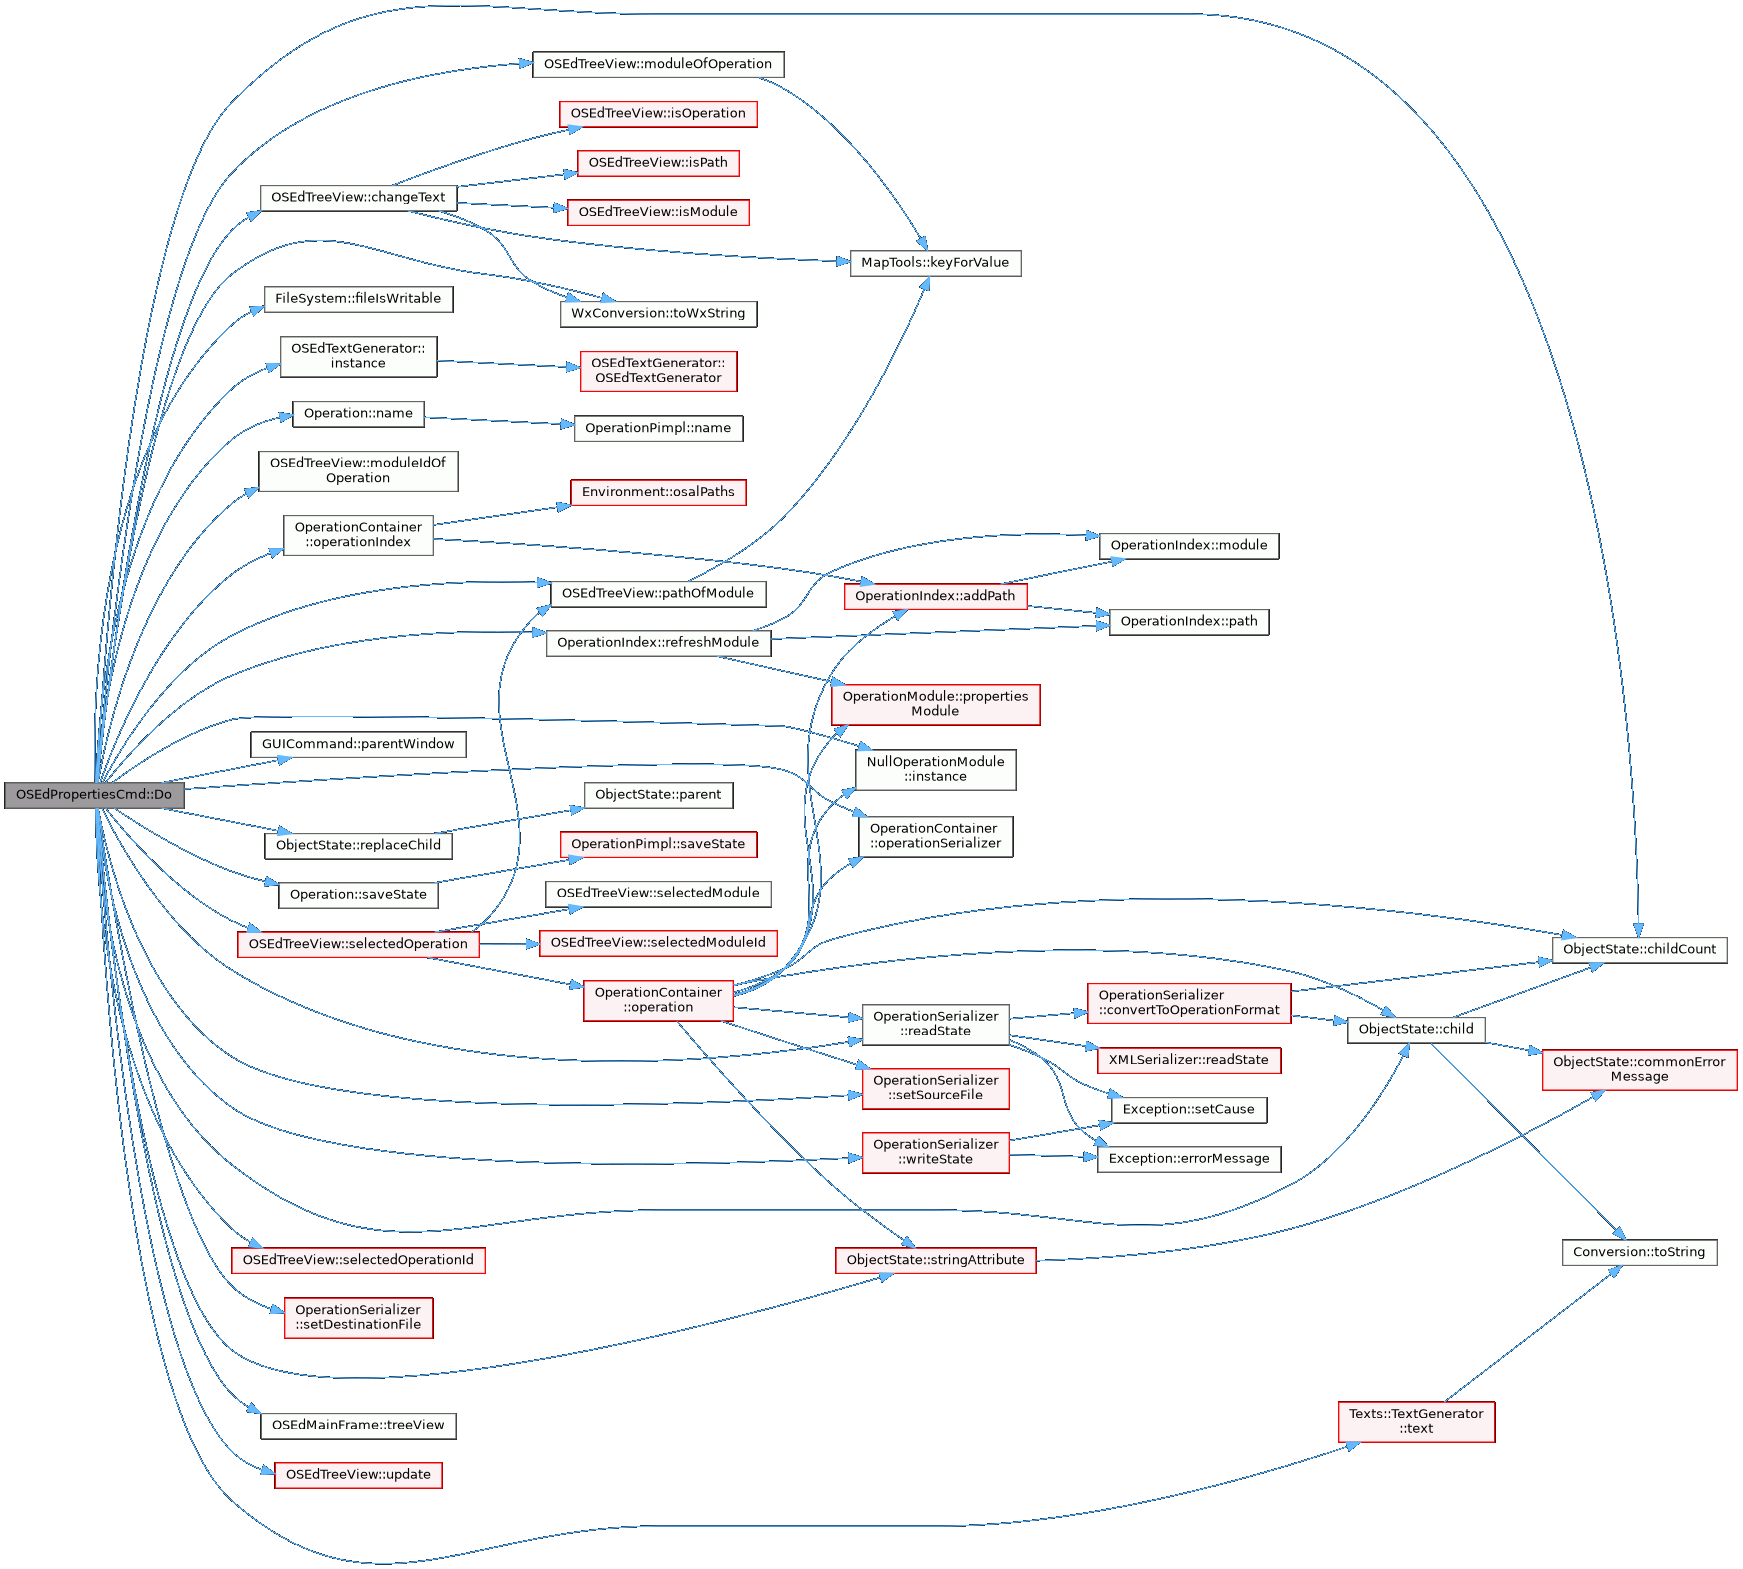 OSEdTreeView::moduleOfOperation
OSEdTreeView::isOperation
OSEdTreeView::isPath
OSEdTreeView::changeText
OSEdTreeView::isModule
MapTools::keyForValue
FileSystem::fileIsWritable
WxConversion::toWxString
OSEdTextGenerator::
instance
OSEdTextGenerator::
OSEdTextGenerator
Operation::name
OperationPimpl::name
OSEdTreeView::moduleIdOf
Operation
Environment::osalPaths
OperationContainer
::operationIndex
OperationIndex::module
OSEdTreeView::pathOfModule
OperationIndex::addPath
OperationIndex::path
OperationIndex::refreshModule
OperationModule::properties
Module
GUICommand::parentWindow
NullOperationModule
::instance
OSEdPropertiesCmd::Do
ObjectState::parent
OperationContainer
::operationSerializer
ObjectState::replaceChild
OperationPimpl::saveState
Operation::saveState
OSEdTreeView::selectedModule
OSEdTreeView::selectedOperation
OSEdTreeView::selectedModuleId
ObjectState::childCount
OperationContainer
::operation
OperationSerializer
::convertToOperationFormat
OperationSerializer
::readState
ObjectState::child
XMLSerializer::readState
ObjectState::commonError
Message
OperationSerializer
::setSourceFile
Exception::setCause
OperationSerializer
::writeState
Exception::errorMessage
OSEdTreeView::selectedOperationId
ObjectState::stringAttribute
Conversion::toString
OperationSerializer
::setDestinationFile
OSEdMainFrame::treeView
Texts::TextGenerator
::text
OSEdTreeView::update